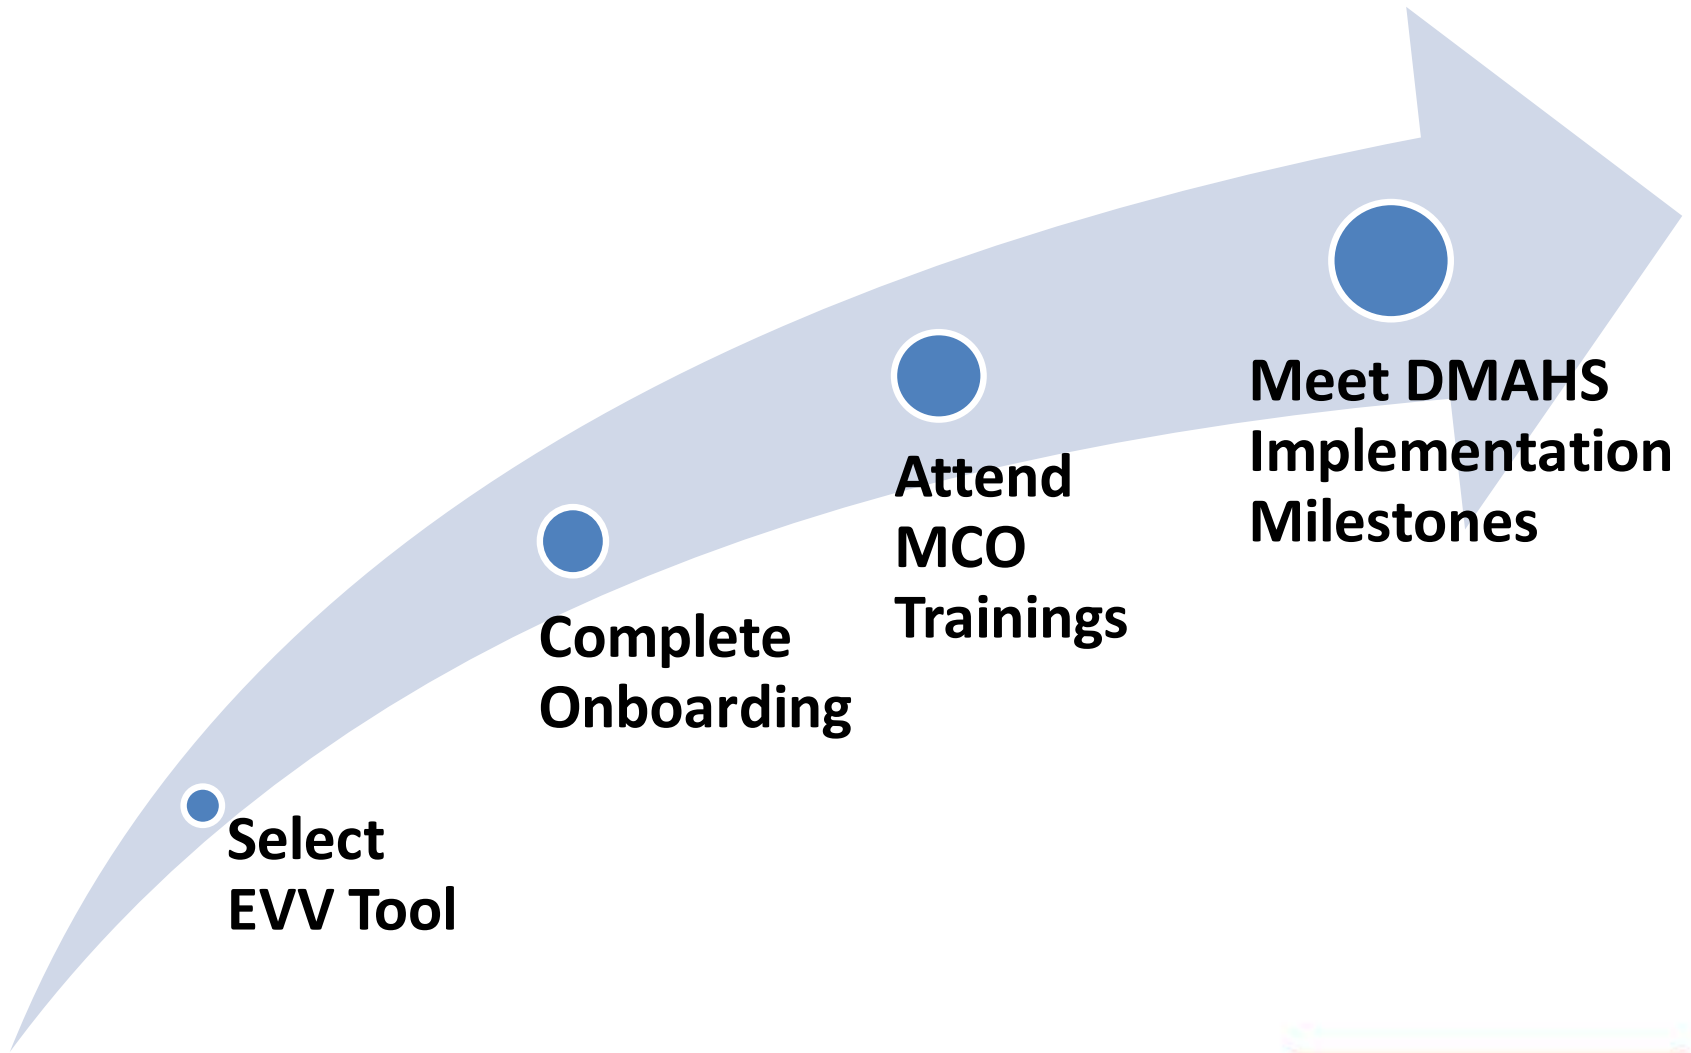 Select
EVV Tool
Complete
Onboarding
Attend
MCO
Trainings
Meet DMAHS
Implementation
Milestones